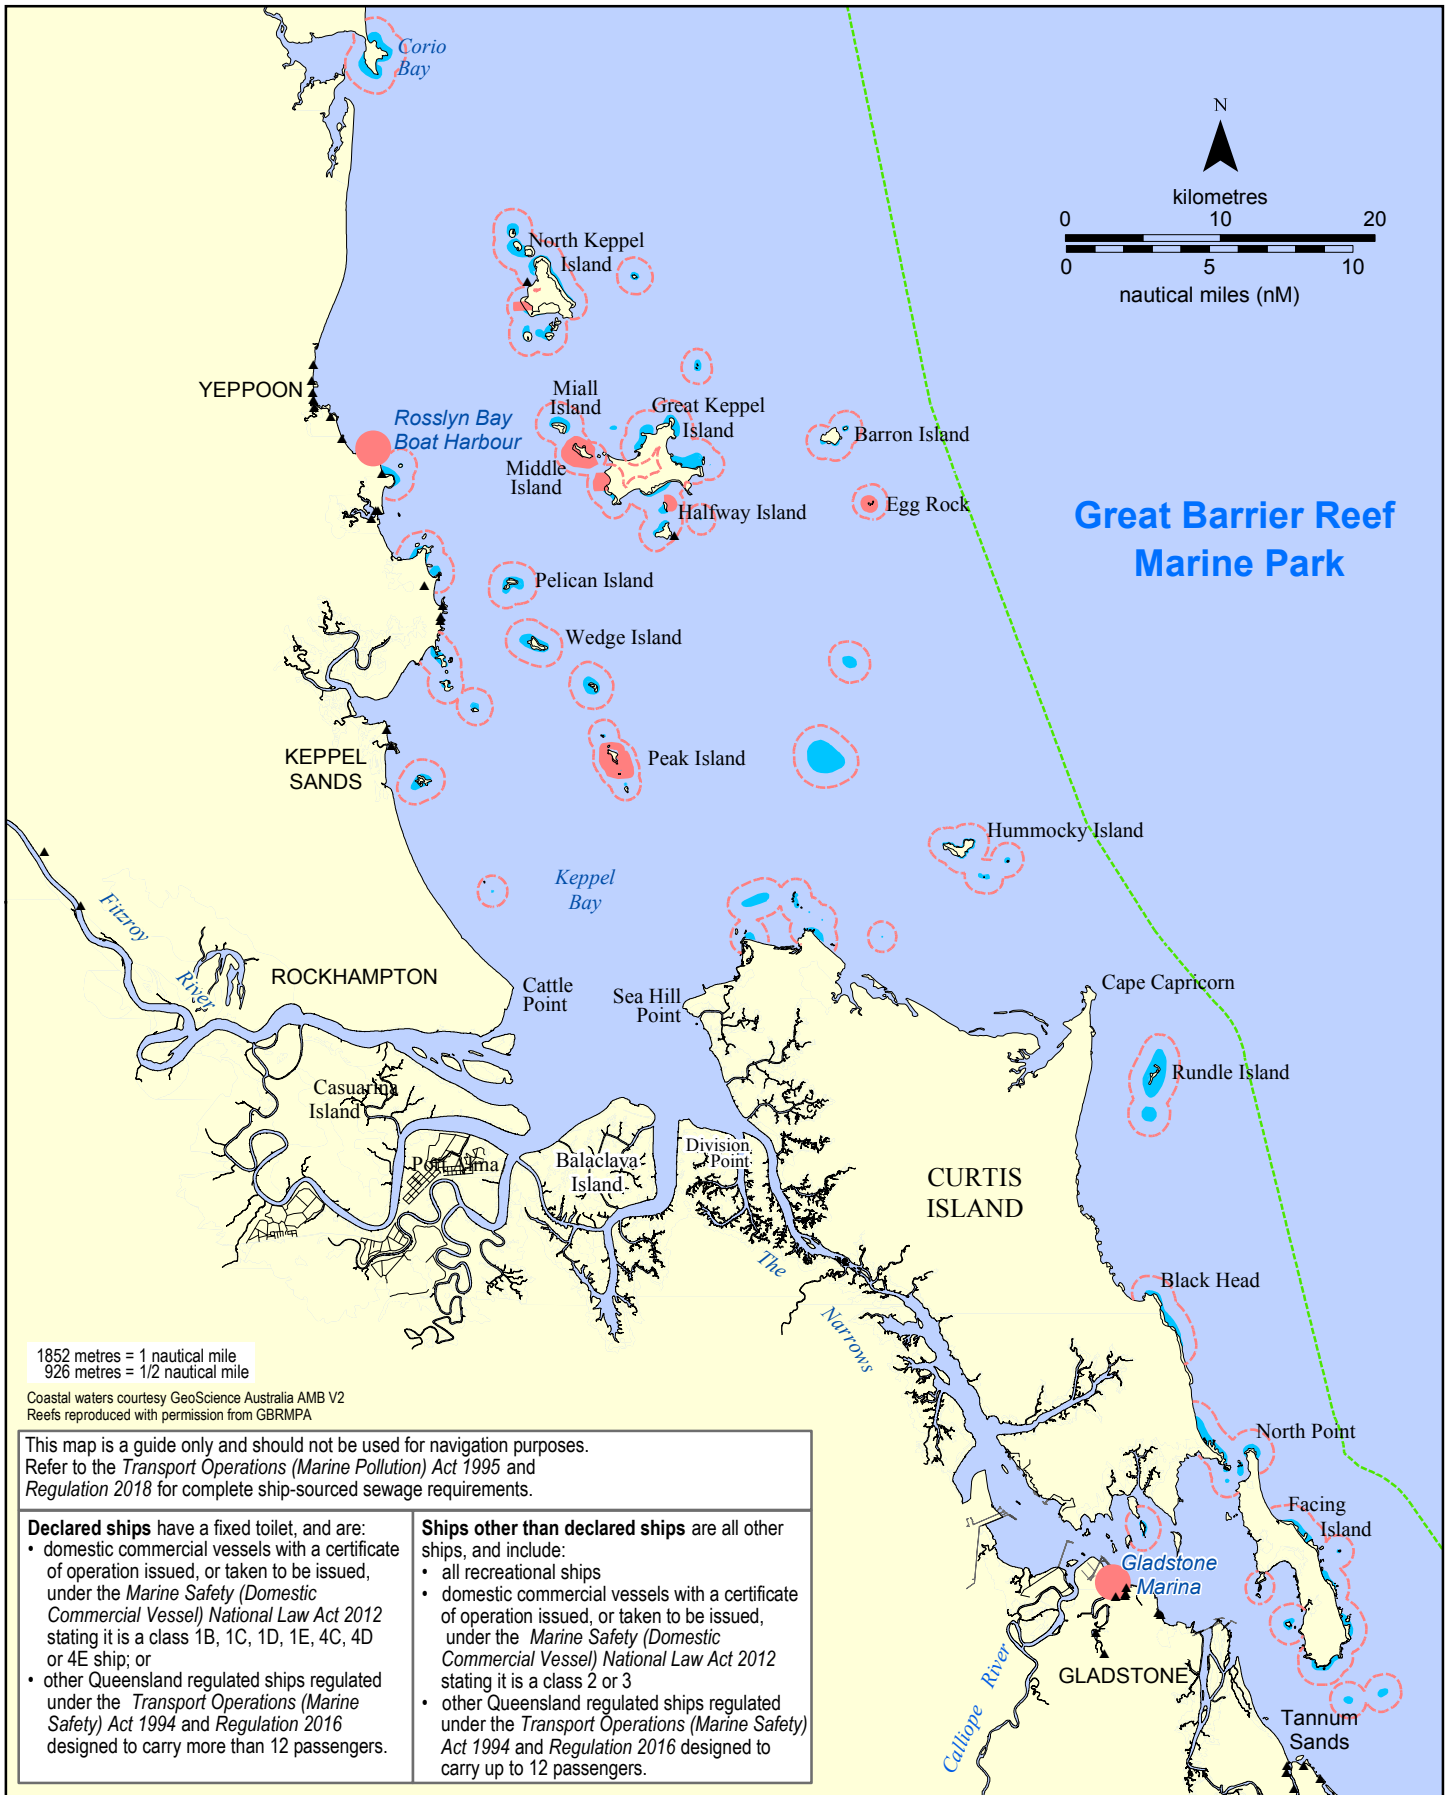 Corio
Bay
N
kilometres
0 10 20
0 5 10
nautical miles (nM)
North Keppel
Island
YEPPOON
Miall
Island
Great Keppel
Island
Rosslyn Bay
Boat Harbour
Barron Island
Middle
Island
Halfway Island
Egg Rock
Great Barrier Reef
Marine Park
Pelican Island
Wedge Island
KEPPEL
SANDS
Peak Island
Hummocky Island
Keppel
Bay
Fitzroy
River
ROCKHAMPTON
Cattle
Point
Sea Hill
Point
Cape Capricorn
Rundle Island
Casuarina
Island
Port Alma
Balaclava
Island
Division
Point
CURTIS
ISLAND
The
Narrows
Black Head
1852 metres = 1 nautical mile
926 metres = 1/2 nautical mile
Coastal waters courtesy GeoScience Australia AMB V2
Reefs reproduced with permission from GBRMPA
North Point
Facing
Island
Gladstone
Marina
GLADSTONE
Calliope River
Tannum
Sands
This map is a guide only and should not be used for navigation purposes.
Refer to the Transport Operations (Marine Pollution) Act 1995 and
Regulation 2018 for complete ship-sourced sewage requirements.
Declared ships have a fixed toilet, and are:
• domestic commercial vessels with a certificate
of operation issued, or taken to be issued,
under the Marine Safety (Domestic
Commercial Vessel) National Law Act 2012
stating it is a class 1B, 1C, 1D, 1E, 4C, 4D
or 4E ship; or
• other Queensland regulated ships regulated
under the Transport Operations (Marine
Safety) Act 1994 and Regulation 2016
designed to carry more than 12 passengers.
Ships other than declared ships are all other
ships, and include:
• all recreational ships
• domestic commercial vessels with a certificate
of operation issued, or taken to be issued,
under the Marine Safety (Domestic
Commercial Vessel) National Law Act 2012
stating it is a class 2 or 3
• other Queensland regulated ships regulated
under the Transport Operations (Marine Safety)
Act 1994 and Regulation 2016 designed to
carry up to 12 passengers.